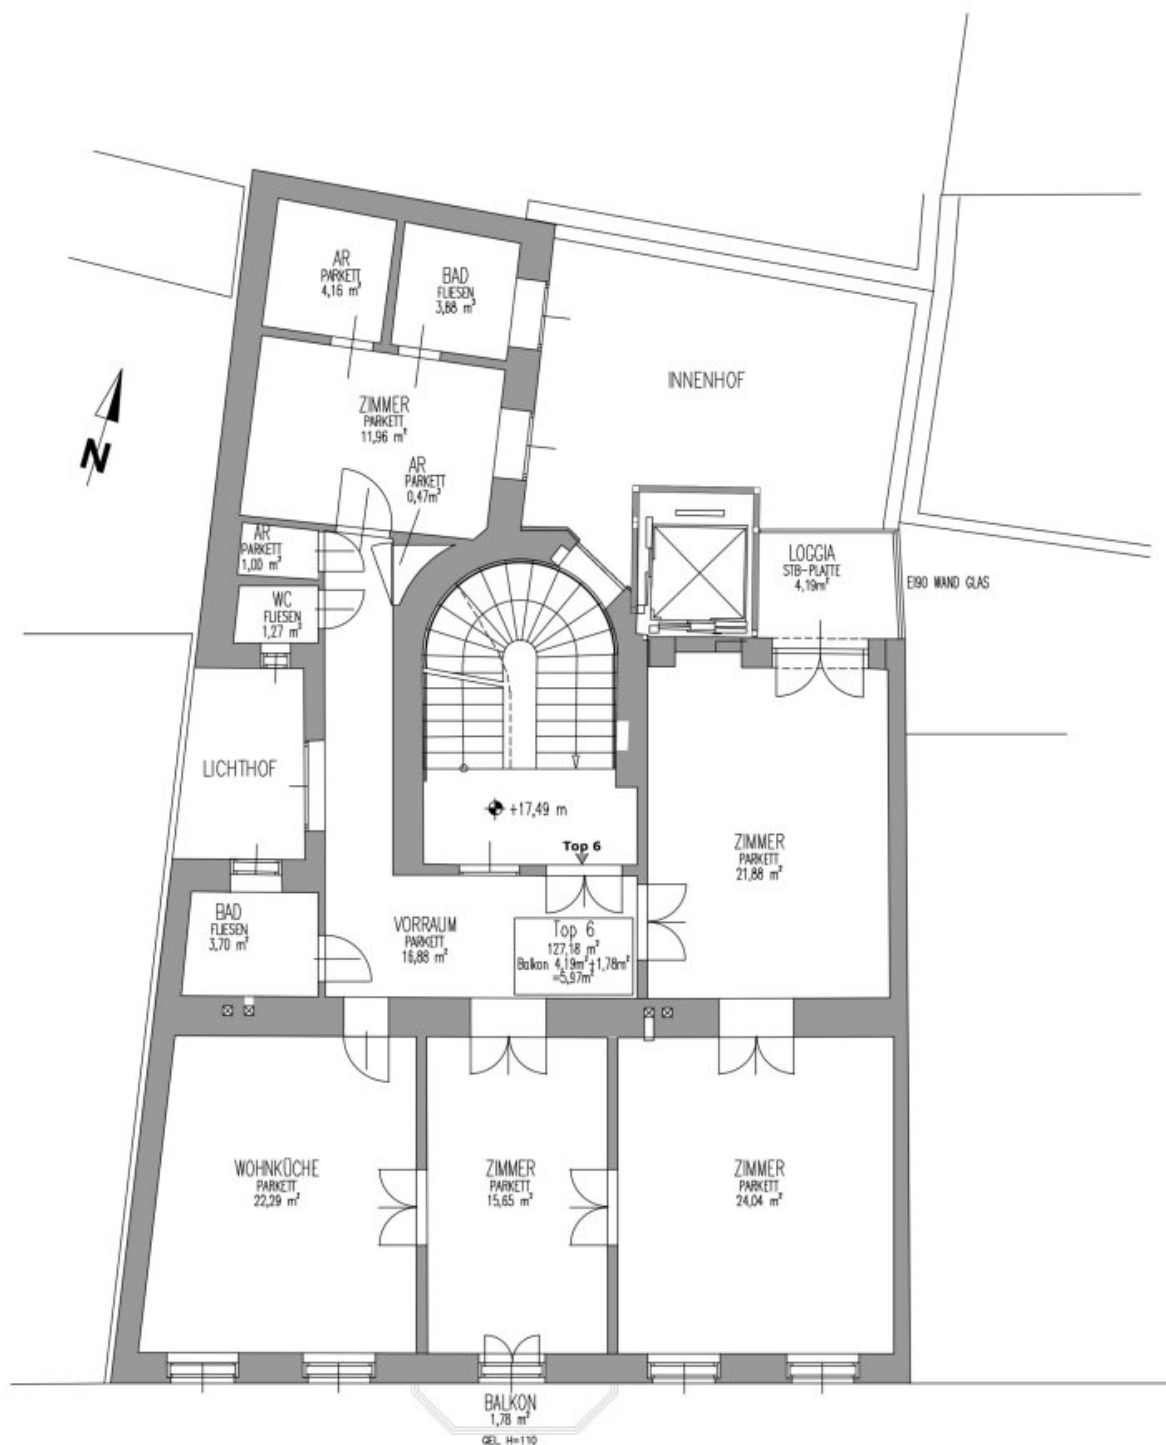 AR
PARKETT
4,16 m²
BAD
FLIESEN
3,88 m²
INNENHOF
ZIMMER
PARKETT
11,96 m²
N
AR
PARKETT
0,47m²
AR
PARKETT
1,00 m²
LOGGIA
STB-PLATTE
4,19m²
EI90 WAND GLAS
WC
FLIESEN
1,27 m²
LICHTHOF
+17,49 m
Top 6
ZIMMER
PARKETT
21,88 m²
BAD
FLIESEN
3,70 m²
VORRAUM
PARKETT
16,88 m²
Top 6
127,18 m²
Balkon 4,19m²+1,78m²
=5,97m²
WOHNKÜCHE
PARKETT
22,29 m²
ZIMMER
PARKETT
15,65 m²
ZIMMER
PARKETT
24,04 m²
BALKON
1,78 m²
GEL. H=110